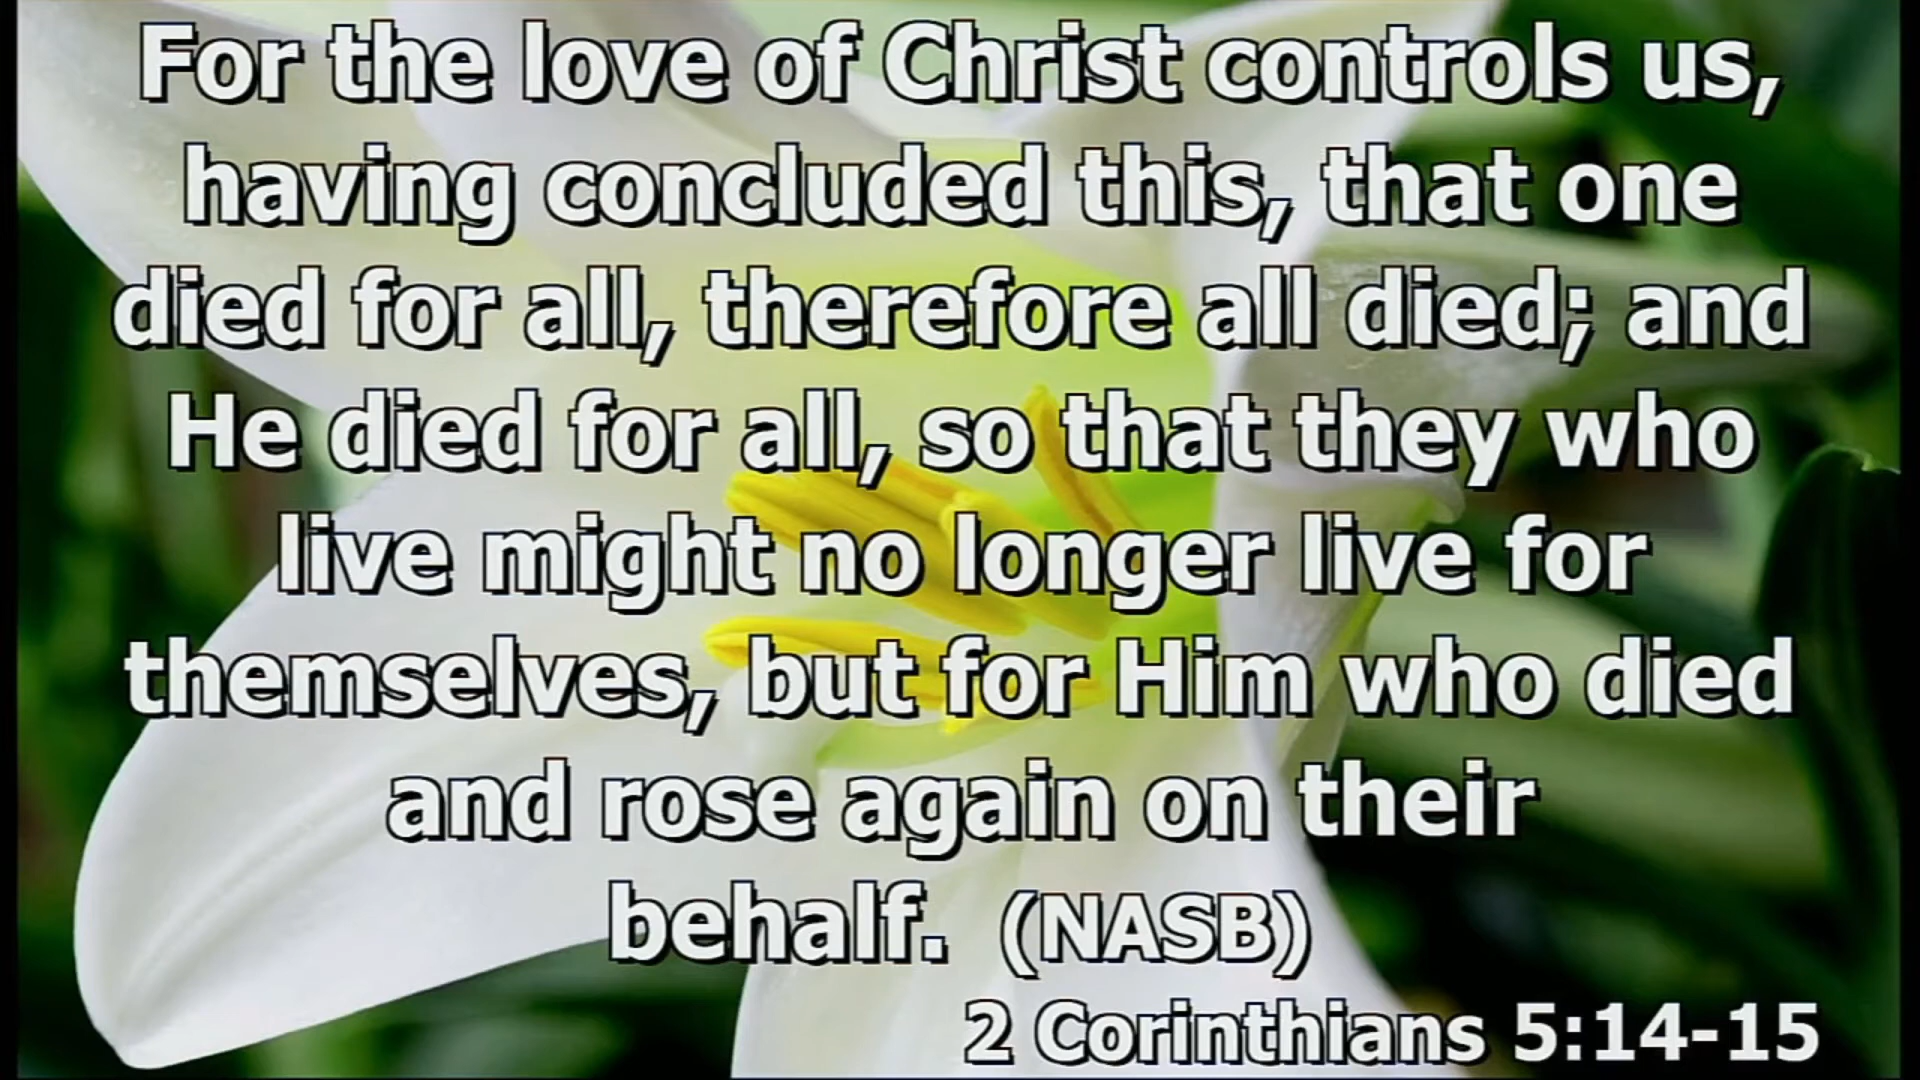 For the love of Christ controls us,
having concluded this, that one
died for all, therefore all died; and
He died for all, so that they who
live might no longer live for
themselves, but for Him who died
and rose again on their
behalf. (NASB)
2 Corinthians 5:14-15